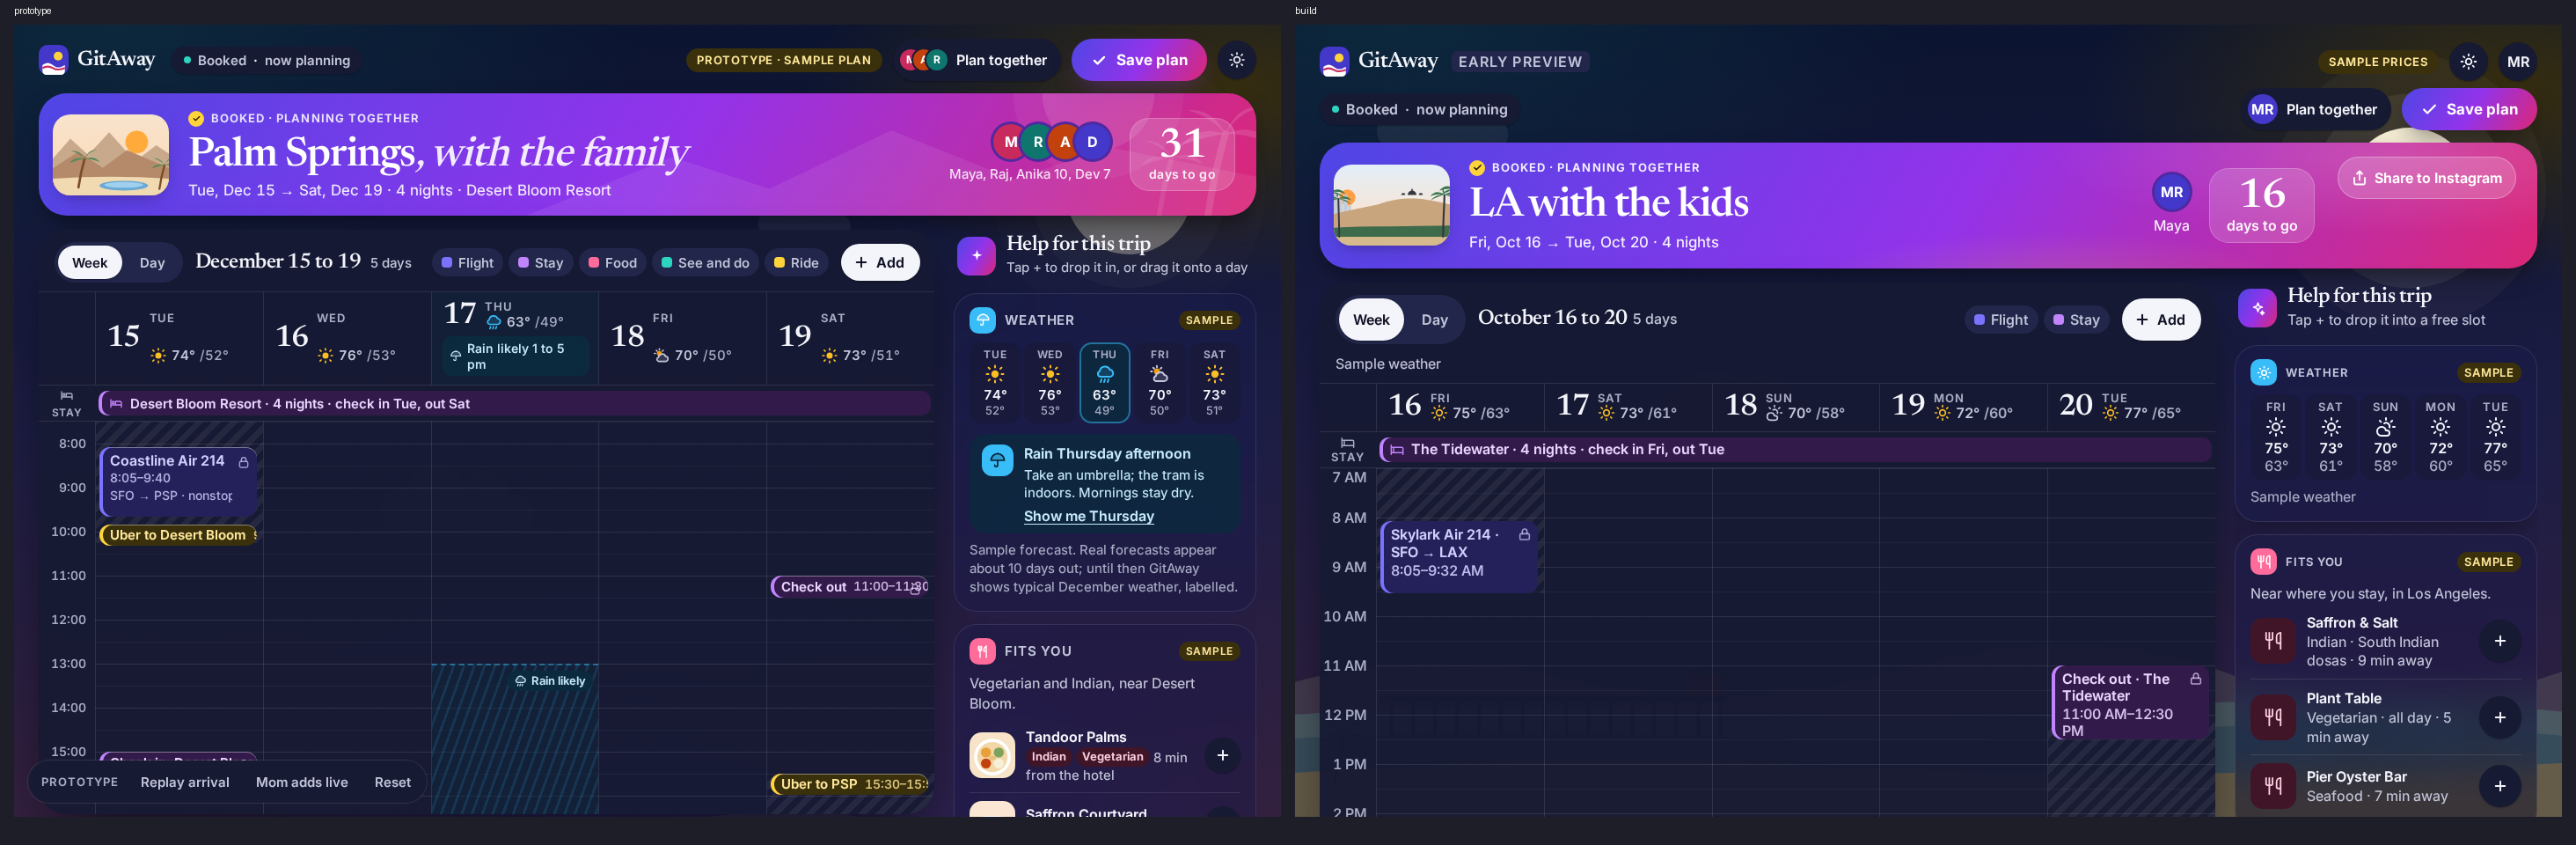 prototype
GitAway
Booked · now planning
PROTOTYPE · SAMPLE PLAN
R
Plan together
Save plan
BOOKED · PLANNING TOGETHER
Palm Springs, with the family
Tue, Dec 15 → Sat, Dec 19 · 4 nights · Desert Bloom Resort
M R A D
Maya, Raj, Anika 10, Dev 7
31
days to go
Week Day
December 15 to 19 5 days
Flight Stay Food See and do Ride
+ Add
15 TUE
74° /52°
16 WED
76° /53°
17 THU
63° /49°
Rain likely 1 to 5
pm
18 FRI
70° /50°
19 SAT
73° /51°
STAY
Desert Bloom Resort · 4 nights · check in Tue, out Sat
8:00
9:00
10:00
11:00
12:00
13:00
14:00
15:00
Coastline Air 214
8:05–9:40
SFO → PSP · nonstop
Uber to Desert Bloom
Check out 11:00–11:30
Rain likely
Uber to PSP 15:30–15:
PROTOTYPE Replay arrival Mom adds live Reset
Help for this trip
Tap + to drop it in, or drag it onto a day
WEATHER SAMPLE
TUE WED THU FRI SAT
74° 76° 63° 70° 73°
52° 53° 49° 50° 51°
Rain Thursday afternoon
Take an umbrella; the tram is
indoors. Mornings stay dry.
Show me Thursday
Sample forecast. Real forecasts appear
about 10 days out; until then GitAway
shows typical December weather, labelled.
FITS YOU SAMPLE
Vegetarian and Indian, near Desert
Bloom.
Tandoor Palms
Indian Vegetarian 8 min
from the hotel
+
Saffron Courtyard
build
GitAway
EARLY PREVIEW
SAMPLE PRICES
MR
Booked · now planning
MR Plan together
Save plan
BOOKED · PLANNING TOGETHER
LA with the kids
Fri, Oct 16 → Tue, Oct 20 · 4 nights
MR
Maya
16
days to go
Share to Instagram
Week Day
October 16 to 20 5 days
Flight Stay
+ Add
Sample weather
16 FRI
75° /63°
17 SAT
73° /61°
18 SUN
70° /58°
19 MON
72° /60°
20 TUE
77° /65°
STAY
The Tidewater · 4 nights · check in Fri, out Tue
7 AM
8 AM
9 AM
10 AM
11 AM
12 PM
1 PM
2 PM
Skylark Air 214 ·
SFO → LAX
8:05–9:32 AM
Check out · The
Tidewater
11:00 AM–12:30
PM
Help for this trip
Tap + to drop it into a free slot
WEATHER SAMPLE
FRI SAT SUN MON TUE
75° 73° 70° 72° 77°
63° 61° 58° 60° 65°
Sample weather
FITS YOU SAMPLE
Near where you stay, in Los Angeles.
Saffron & Salt
Indian · South Indian
dosas · 9 min away
+
Plant Table
Vegetarian · all day · 5
min away
+
Pier Oyster Bar
Seafood · 7 min away
+